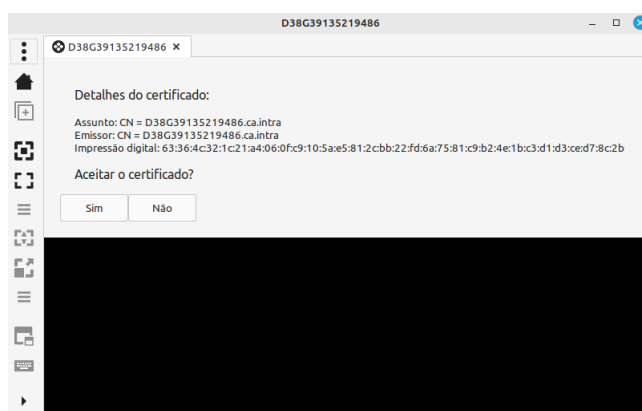 D38G39135219486
D38G39135219486
Detalhes do certificado:
Assunto: CN = D38G39135219486.ca.intra
Emissor: CN = D38G39135219486.ca.intra
Impressão digital: 63:36:4c:32:1c:21:a4:06:0f:c9:10:5a:e5:81:2c:bb:22:fd:6a:75:81:c9:b2:4e:1b:c3:d1:d3:ce:d7:8c:2b
Aceitar o certificado?
Sim Não